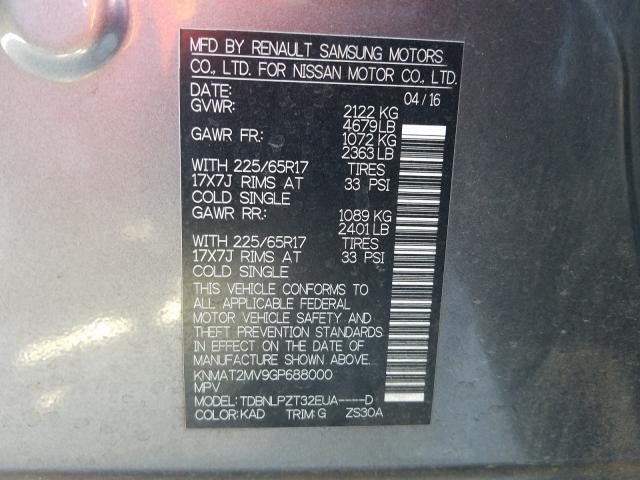 MFD BY RENAULT SAMSUNG MOTORS
CO., LTD. FOR NISSAN MOTOR CO., LTD.
DATE: 04/16
GVWR: 2122 KG
4679 LB
GAWR FR: 1072 KG
2363 LB
WITH 225/65R17 TIRES
17X7J RIMS AT 33 PSI
COLD SINGLE
GAWR RR: 1089 KG
2401 LB
WITH 225/65R17 TIRES
17X7J RIMS AT 33 PSI
COLD SINGLE
THIS VEHICLE CONFORMS TO
ALL APPLICABLE FEDERAL
MOTOR VEHICLE SAFETY AND
THEFT PREVENTION STANDARDS
IN EFFECT ON THE DATE OF
MANUFACTURE SHOWN ABOVE.
KNMAT2MV9GP688000
MPV
MODEL: TDBNLPZT32EUA----D
COLOR: KAD TRIM: G ZS30A